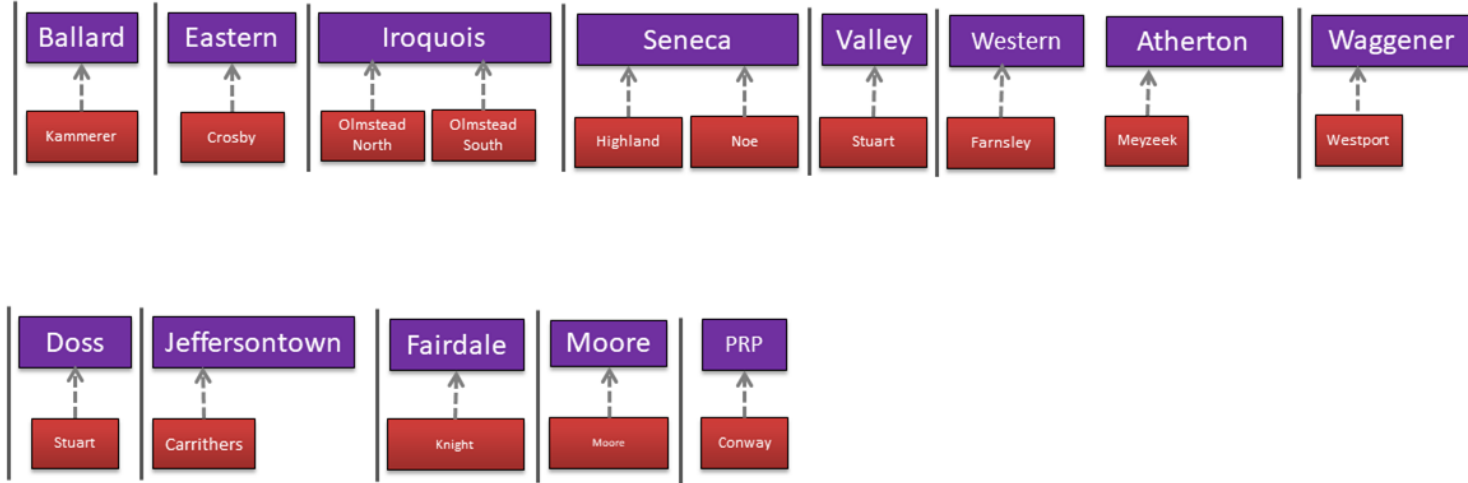 Ballard
Eastern
Iroquois
Seneca
Valley
Western
Atherton
Waggener
Kammerer
Crosby
Olmstead
North
Olmstead
South
Highland
Noe
Stuart
Farnsley
Meyzeek
Westport
Doss
Jeffersontown
Fairdale
Moore
PRP
Stuart
Carrithers
Knight
Moore
Conway